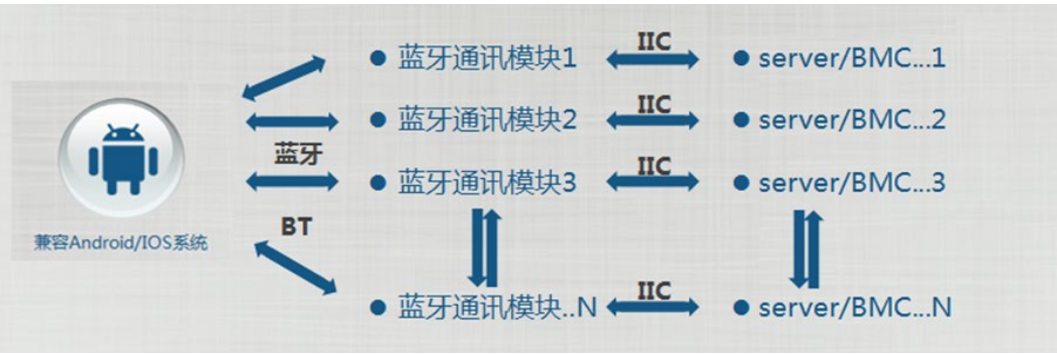 蓝牙通讯模块1 IIC server/BMC...1
蓝牙通讯模块2 IIC server/BMC...2
蓝牙
蓝牙通讯模块3 IIC server/BMC...3
BT
兼容Android/IOS系统
蓝牙通讯模块..N IIC server/BMC...N